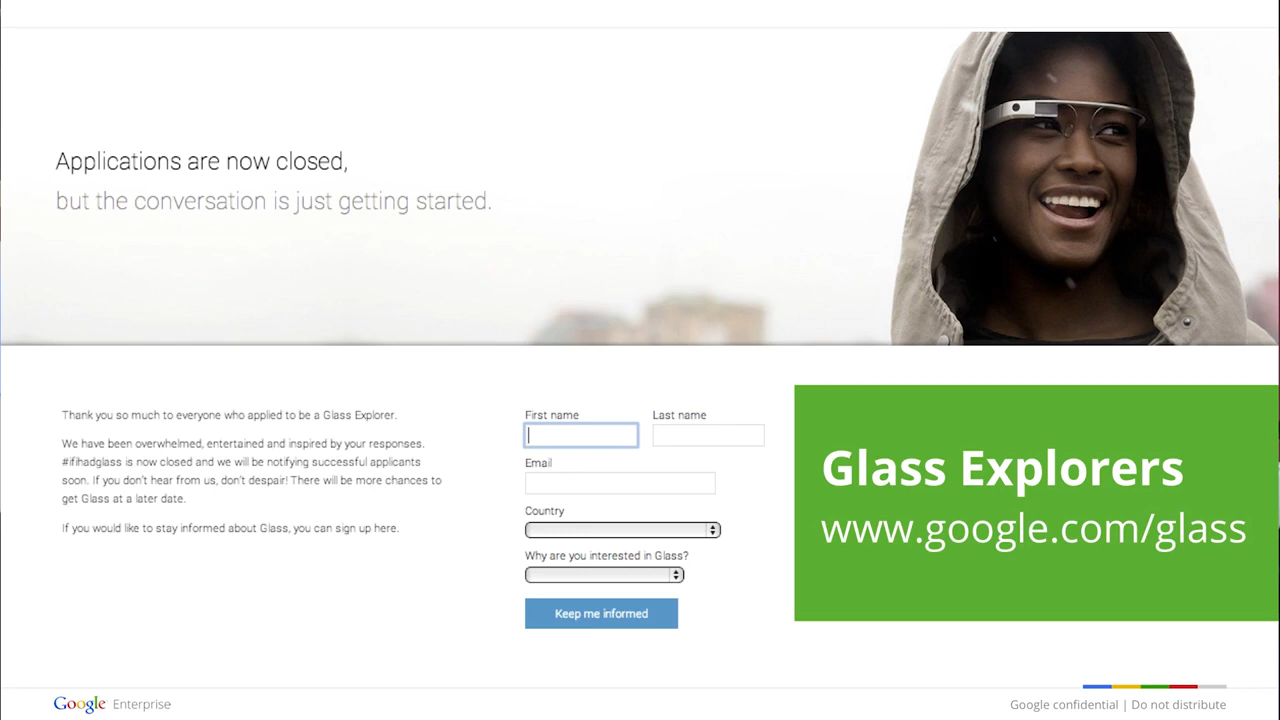 Applications are now closed,
but the conversation is just getting started.
Thank you so much to everyone who applied to be a Glass Explorer.
We have been overwhelmed, entertained and inspired by your responses.
#ifihadglass is now closed and we will be notifying successful applicants
soon. If you don't hear from us, don't despair! There will be more chances to
get Glass at a later date.
If you would like to stay informed about Glass, you can sign up here.
First name
Last name
Email
Country
Why are you interested in Glass?
Keep me informed
Glass Explorers
www.google.com/glass
Google Enterprise
Google confidential | Do not distribute